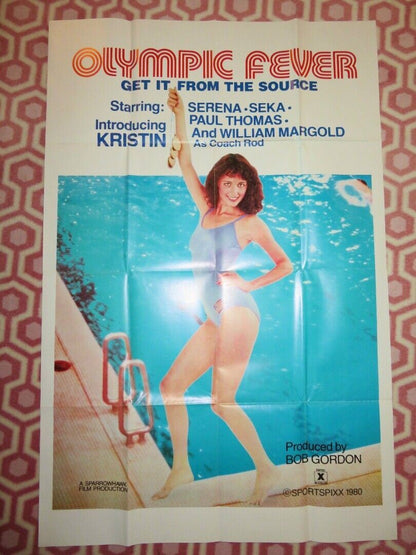 OLYMPIC FEVER
GET IT FROM THE SOURCE
Starring: SERENA • SEKA •
PAUL THOMAS •
Introducing And WILLIAM MARGOLD
KRISTIN As Coach Rod
Produced by
BOB GORDON
X
A SPARROWHAWK
FILM PRODUCTION
©SPORTSPIXX 1980